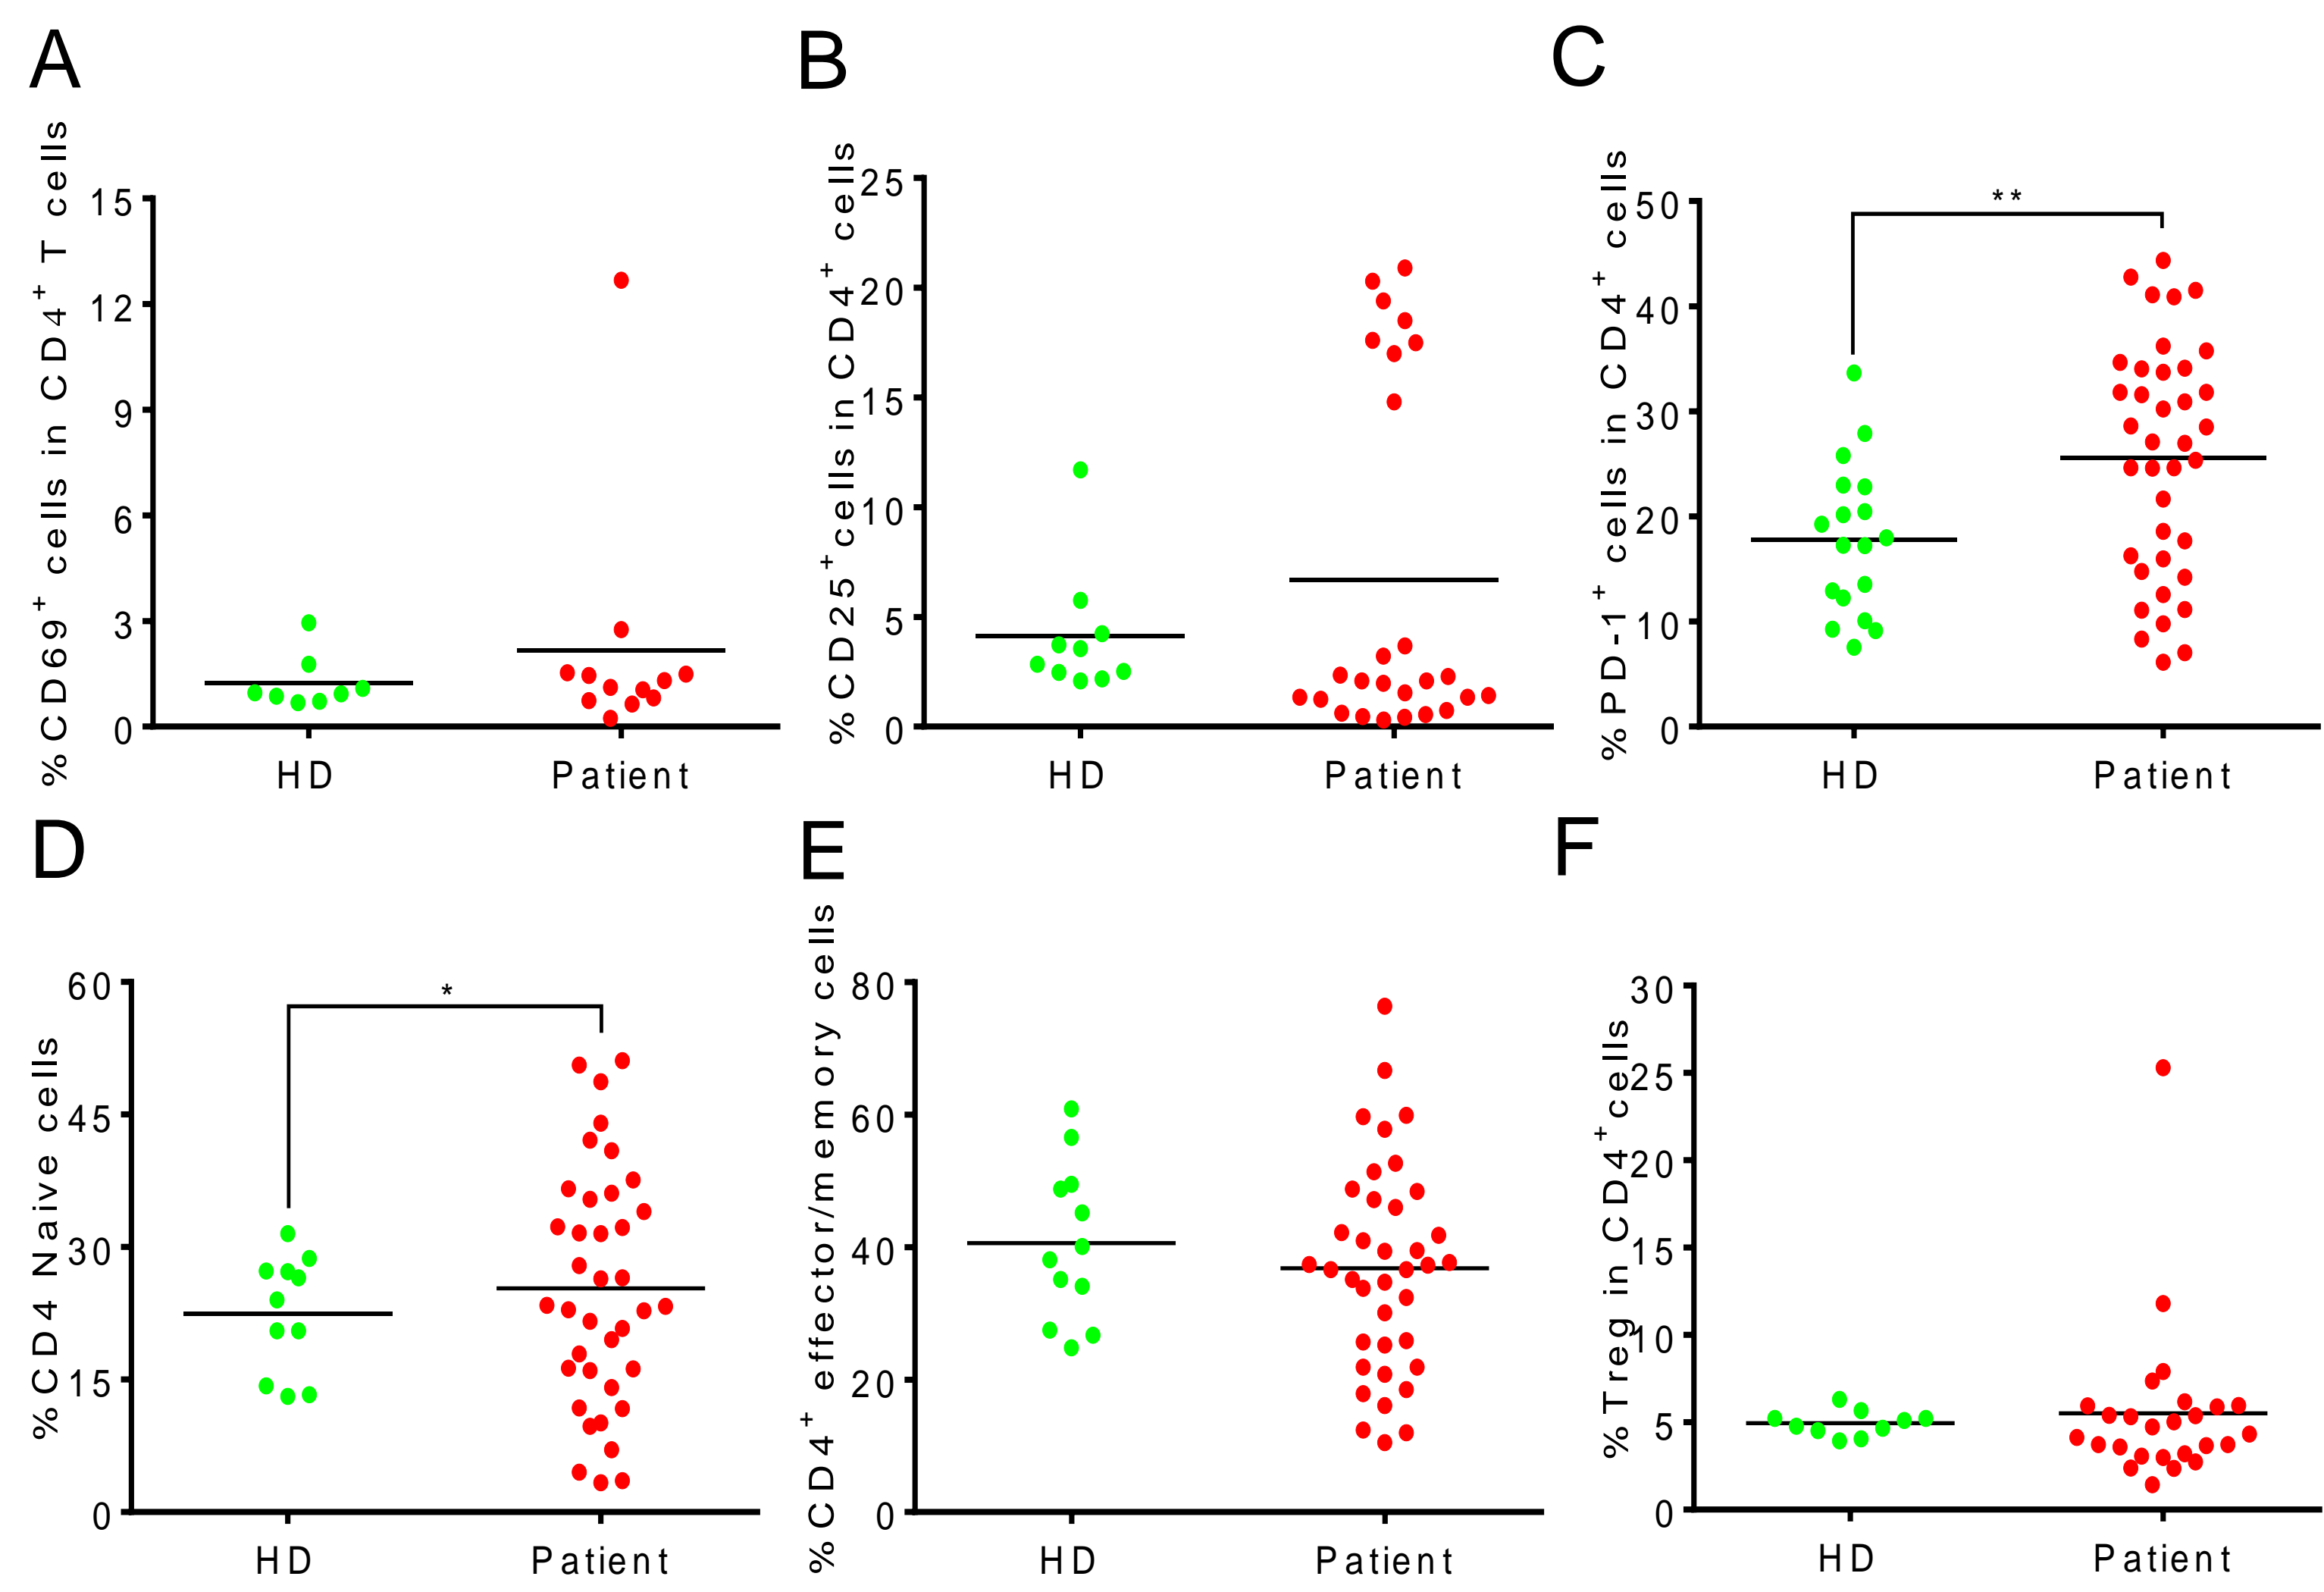 A
% CD69+ cells in CD4+ T cells
15
12
9
6
3
0
HD
Patient
B
% CD25+ cells in CD4+ cells
25
20
15
10
5
0
HD
Patient
C
% PD-1+ cells in CD4+ cells
50
40
30
20
10
0
**
HD
Patient
D
% CD4 Naive cells
60
45
30
15
0
*
HD
Patient
E
% CD4+ effector/memory cells
80
60
40
20
0
HD
Patient
F
% Treg in CD4+ cells
30
25
20
15
10
5
0
HD
Patient